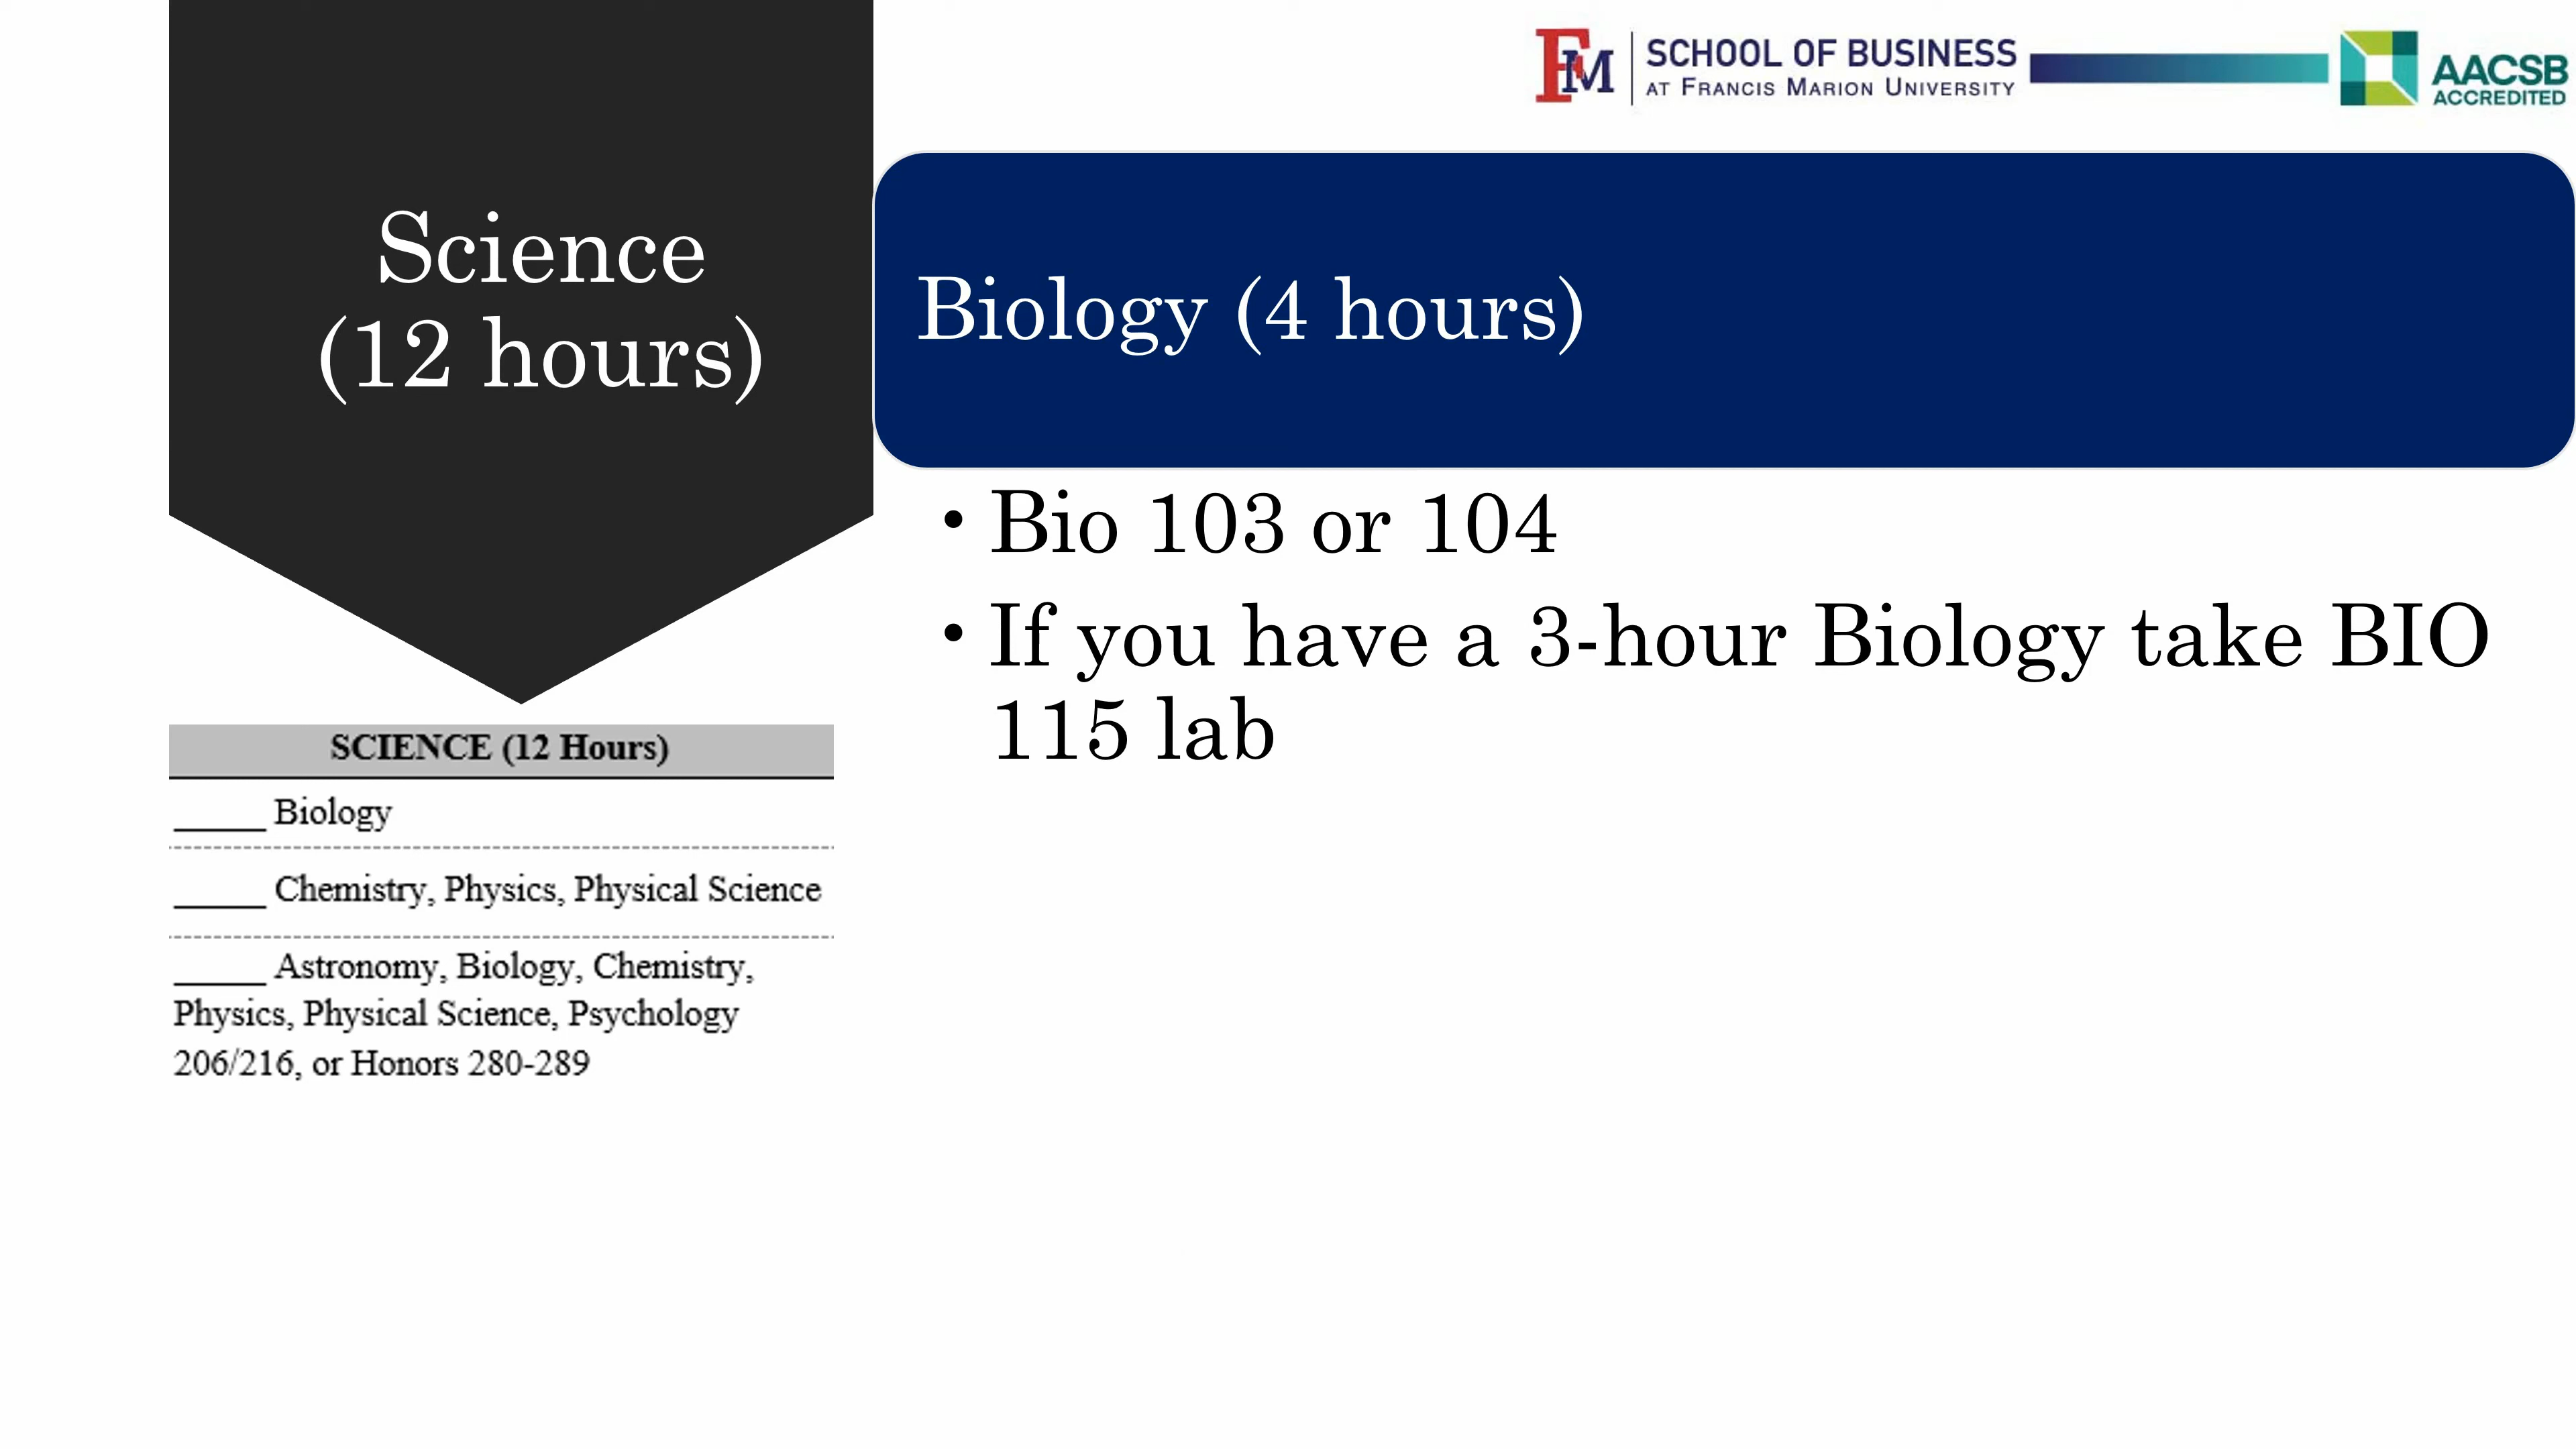 FM SCHOOL OF BUSINESS
AT FRANCIS MARION UNIVERSITY
AACSB
ACCREDITED
Science
(12 hours)
Biology (4 hours)
• Bio 103 or 104
• If you have a 3-hour Biology take BIO
115 lab
SCIENCE (12 Hours)
_____ Biology
_____ Chemistry, Physics, Physical Science
_____ Astronomy, Biology, Chemistry,
Physics, Physical Science, Psychology
206/216, or Honors 280-289